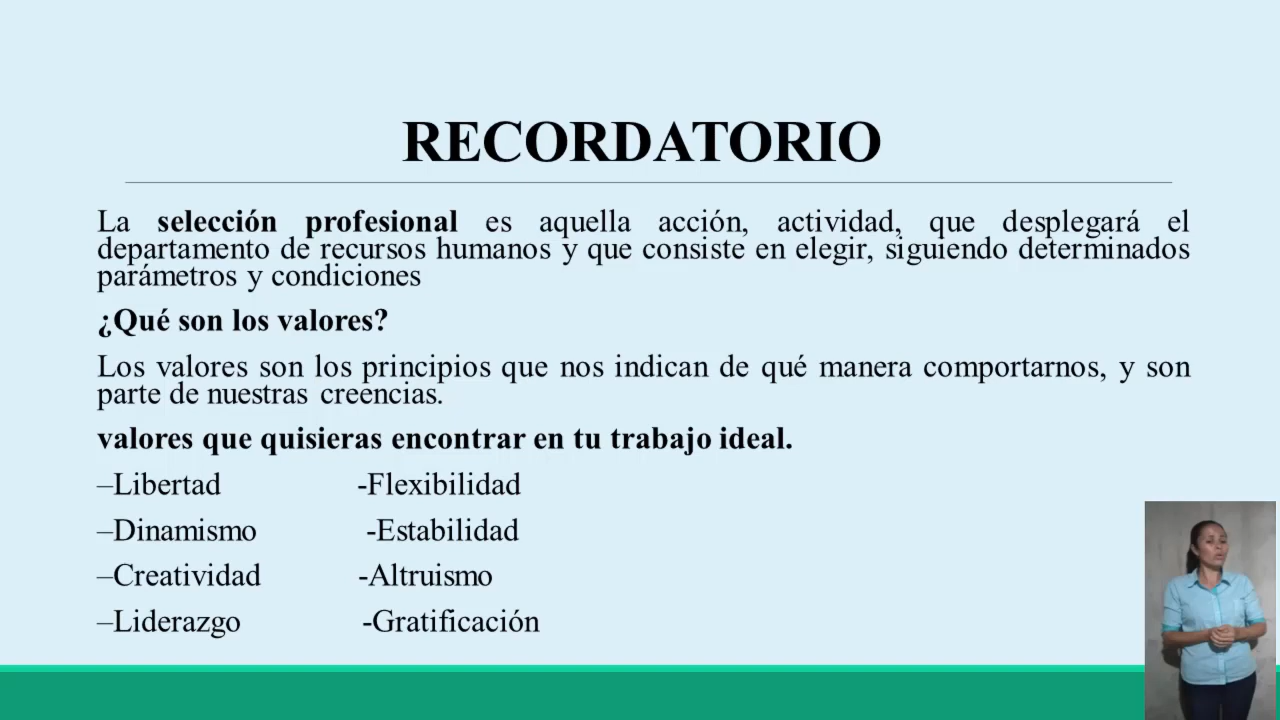 RECORDATORIO
La selección profesional es aquella acción, actividad, que desplegará el
departamento de recursos humanos y que consiste en elegir, siguiendo determinados
parámetros y condiciones
¿Qué son los valores?
Los valores son los principios que nos indican de qué manera comportarnos, y son
parte de nuestras creencias.
valores que quisieras encontrar en tu trabajo ideal.
–Libertad -Flexibilidad
–Dinamismo -Estabilidad
–Creatividad -Altruismo
–Liderazgo -Gratificación